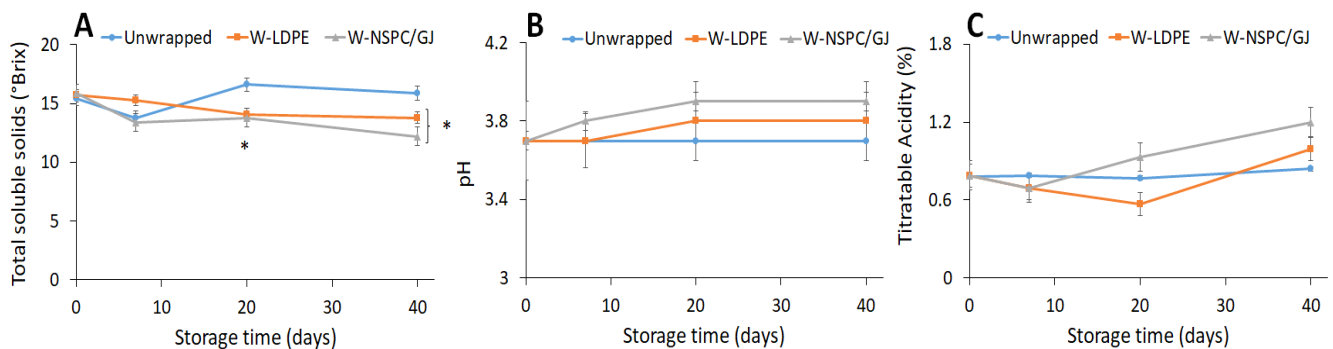 A
Unwrapped W-LDPE W-NSPC/GJ
20
15
10
5
0
Total soluble solids (°Brix)
*
*
0 10 20 30 40
Storage time (days)
B
Unwrapped W-LDPE W-NSPC/GJ
4.2
3.8
3.4
3
pH
0 10 20 30 40
Storage time (days)
C
Unwrapped W-LDPE W-NSPC/GJ
1.8
1.2
0.6
0
Titratable Acidity (%)
0 10 20 30 40
Storage time (days)